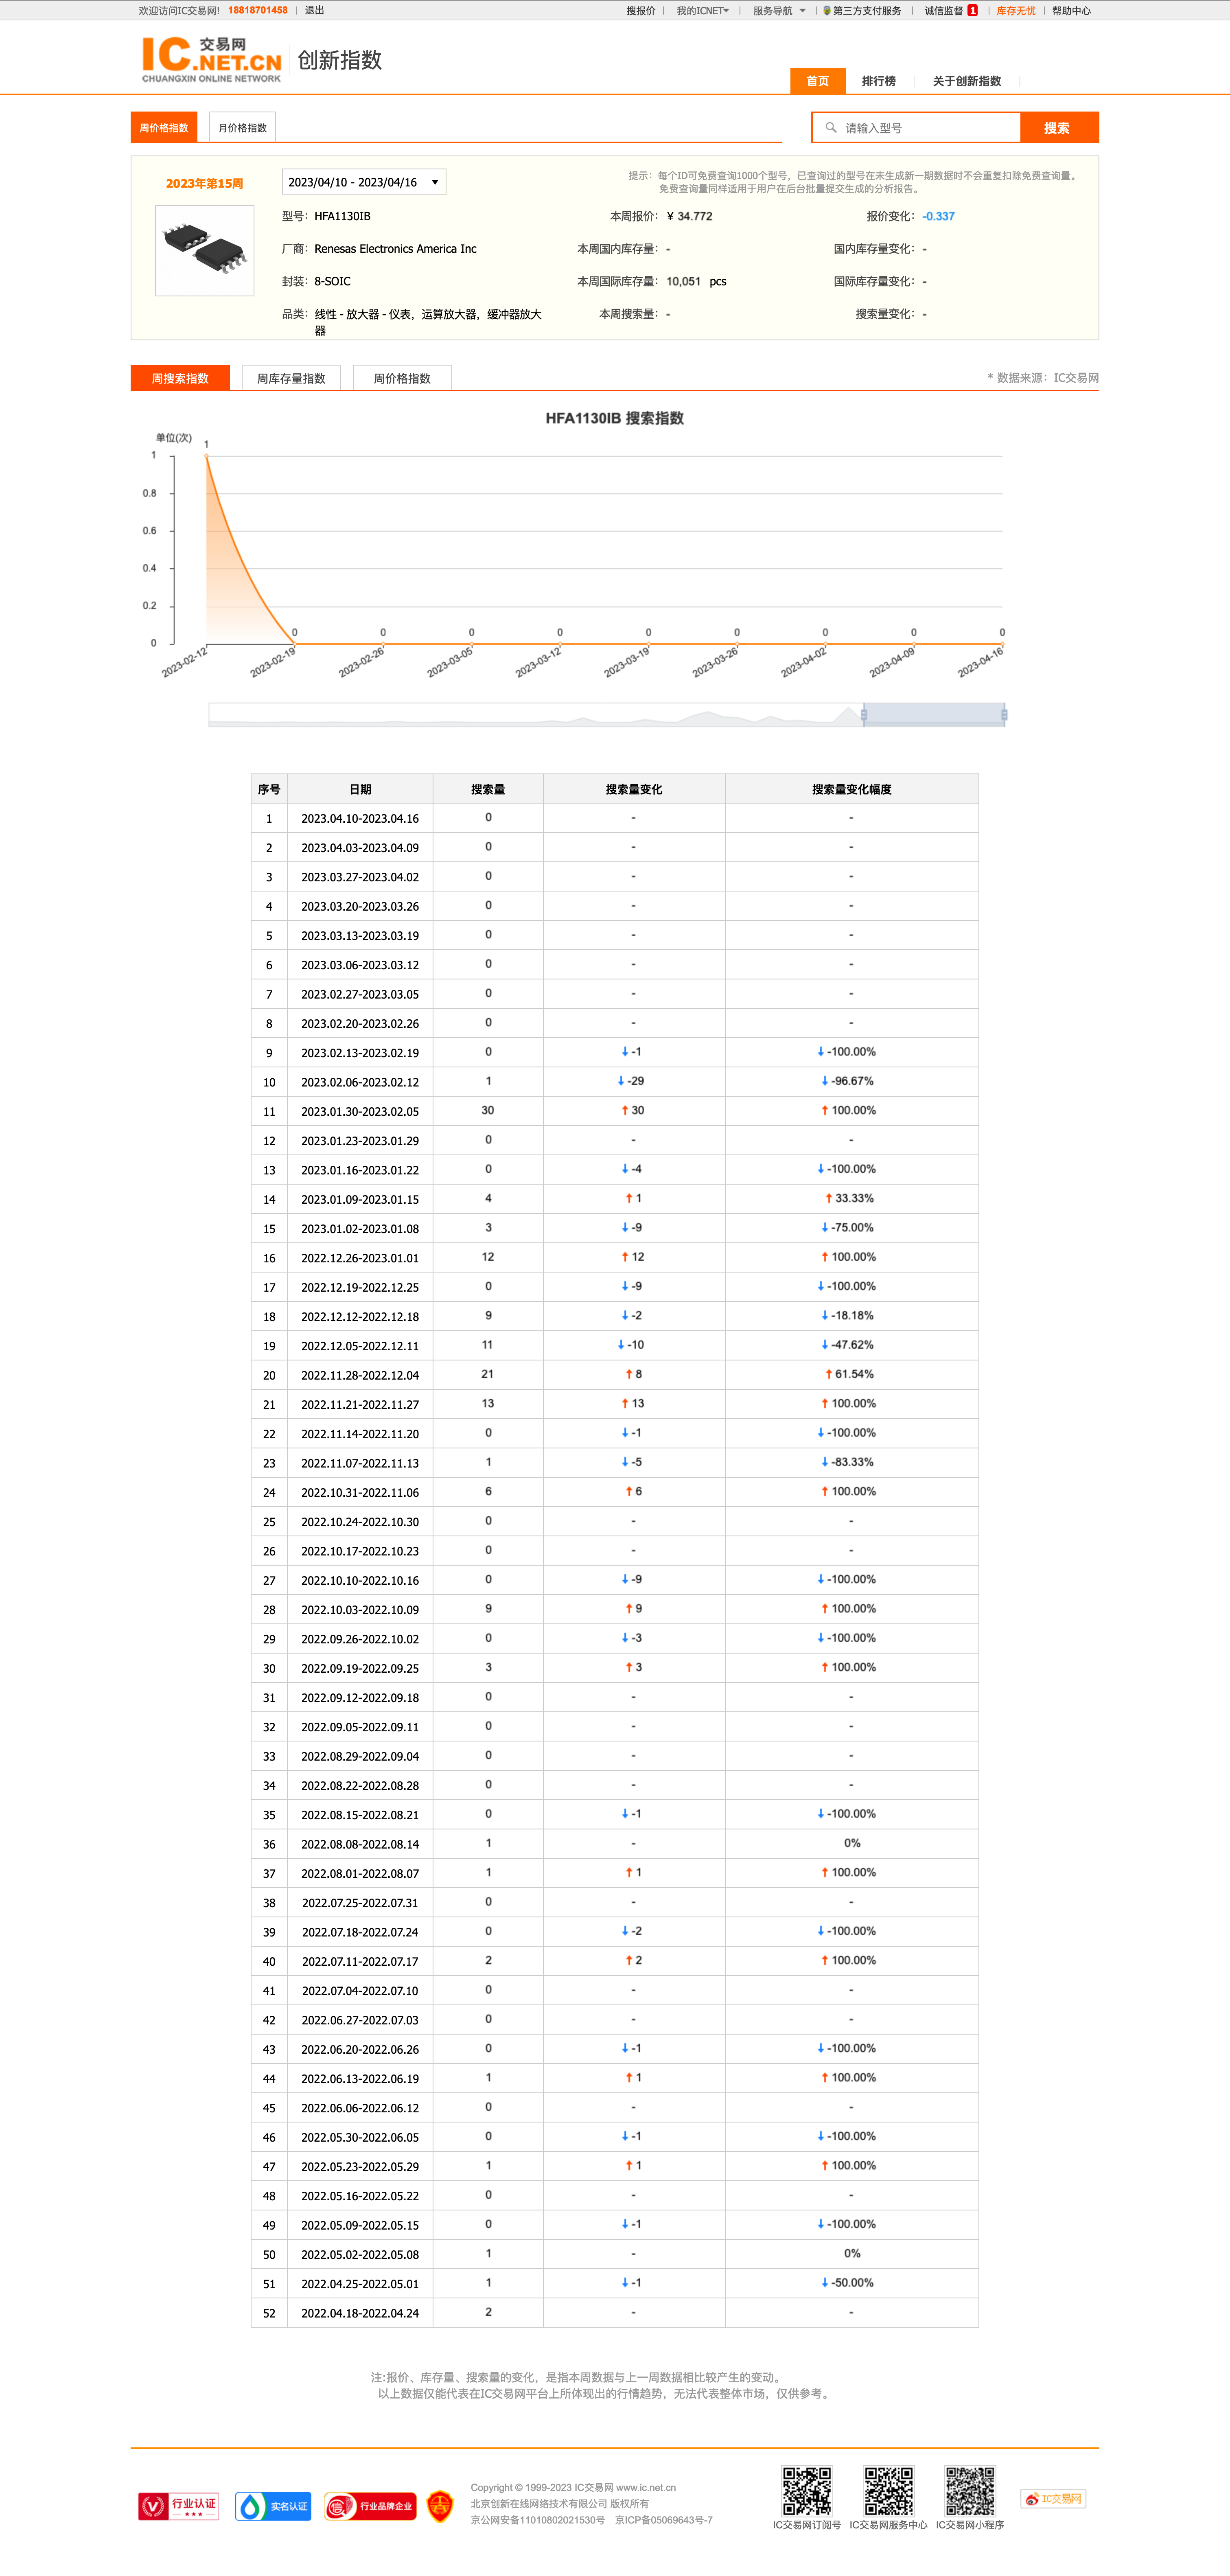 欢迎访问IC交易网! 18818701458 | 退出 搜报价 | 我的ICNET | 服务导航 | 第三方支付服务 | 诚信监督 1 | 库存无忧 | 帮助中心
IC 交易网
.NET.CN
CHUANGXIN ONLINE NETWORK
创新指数
首页 排行榜 关于创新指数
周价格指数 月价格指数 请输入型号 搜索
2023年第15周 2023/04/10 - 2023/04/16
提示：每个ID可免费查询1000个型号，已查询过的型号在未生成新一期数据时不会重复扣除免费查询量。
免费查询量同样适用于用户在后台批量提交生成的分析报告。
型号：HFA1130IB 本周报价：¥ 34.772 报价变化：-0.337
厂商：Renesas Electronics America Inc 本周国内库存量：- 国内库存量变化：-
封装：8-SOIC 本周国际库存量：10,051 pcs 国际库存量变化：-
品类：线性 - 放大器 - 仪表，运算放大器，缓冲器放大 本周搜索量：- 搜索量变化：-
器
周搜索指数 周库存量指数 周价格指数 * 数据来源：IC交易网
HFA1130IB 搜索指数
单位(次)
1
1
0.8
0.6
0.4
0.2
0 0 0 0 0 0 0 0 0
0
2023-02-12 2023-02-19 2023-02-26 2023-03-05 2023-03-12 2023-03-19 2023-03-26 2023-04-02 2023-04-09 2023-04-16
序号 日期 搜索量 搜索量变化 搜索量变化幅度
1 2023.04.10-2023.04.16 0 - -
2 2023.04.03-2023.04.09 0 - -
3 2023.03.27-2023.04.02 0 - -
4 2023.03.20-2023.03.26 0 - -
5 2023.03.13-2023.03.19 0 - -
6 2023.03.06-2023.03.12 0 - -
7 2023.02.27-2023.03.05 0 - -
8 2023.02.20-2023.02.26 0 - -
9 2023.02.13-2023.02.19 0 ↓ -1 ↓ -100.00%
10 2023.02.06-2023.02.12 1 ↓ -29 ↓ -96.67%
11 2023.01.30-2023.02.05 30 ↑ 30 ↑ 100.00%
12 2023.01.23-2023.01.29 0 - -
13 2023.01.16-2023.01.22 0 ↓ -4 ↓ -100.00%
14 2023.01.09-2023.01.15 4 ↑ 1 ↑ 33.33%
15 2023.01.02-2023.01.08 3 ↓ -9 ↓ -75.00%
16 2022.12.26-2023.01.01 12 ↑ 12 ↑ 100.00%
17 2022.12.19-2022.12.25 0 ↓ -9 ↓ -100.00%
18 2022.12.12-2022.12.18 9 ↓ -2 ↓ -18.18%
19 2022.12.05-2022.12.11 11 ↓ -10 ↓ -47.62%
20 2022.11.28-2022.12.04 21 ↑ 8 ↑ 61.54%
21 2022.11.21-2022.11.27 13 ↑ 13 ↑ 100.00%
22 2022.11.14-2022.11.20 0 ↓ -1 ↓ -100.00%
23 2022.11.07-2022.11.13 1 ↓ -5 ↓ -83.33%
24 2022.10.31-2022.11.06 6 ↑ 6 ↑ 100.00%
25 2022.10.24-2022.10.30 0 - -
26 2022.10.17-2022.10.23 0 - -
27 2022.10.10-2022.10.16 0 ↓ -9 ↓ -100.00%
28 2022.10.03-2022.10.09 9 ↑ 9 ↑ 100.00%
29 2022.09.26-2022.10.02 0 ↓ -3 ↓ -100.00%
30 2022.09.19-2022.09.25 3 ↑ 3 ↑ 100.00%
31 2022.09.12-2022.09.18 0 - -
32 2022.09.05-2022.09.11 0 - -
33 2022.08.29-2022.09.04 0 - -
34 2022.08.22-2022.08.28 0 - -
35 2022.08.15-2022.08.21 0 ↓ -1 ↓ -100.00%
36 2022.08.08-2022.08.14 1 - 0%
37 2022.08.01-2022.08.07 1 ↑ 1 ↑ 100.00%
38 2022.07.25-2022.07.31 0 - -
39 2022.07.18-2022.07.24 0 ↓ -2 ↓ -100.00%
40 2022.07.11-2022.07.17 2 ↑ 2 ↑ 100.00%
41 2022.07.04-2022.07.10 0 - -
42 2022.06.27-2022.07.03 0 - -
43 2022.06.20-2022.06.26 0 ↓ -1 ↓ -100.00%
44 2022.06.13-2022.06.19 1 ↑ 1 ↑ 100.00%
45 2022.06.06-2022.06.12 0 - -
46 2022.05.30-2022.06.05 0 ↓ -1 ↓ -100.00%
47 2022.05.23-2022.05.29 1 ↑ 1 ↑ 100.00%
48 2022.05.16-2022.05.22 0 - -
49 2022.05.09-2022.05.15 0 ↓ -1 ↓ -100.00%
50 2022.05.02-2022.05.08 1 - 0%
51 2022.04.25-2022.05.01 1 ↓ -1 ↓ -50.00%
52 2022.04.18-2022.04.24 2 - -
注:报价、库存量、搜索量的变化，是指本周数据与上一周数据相比较产生的变动。
以上数据仅能代表在IC交易网平台上所体现出的行情趋势，无法代表整体市场，仅供参考。
行业认证 实名认证 行业品牌企业
Copyright © 1999-2023 IC交易网 www.ic.net.cn
北京创新在线网络技术有限公司 版权所有
京公网安备11010802021530号 京ICP备05069643号-7
IC交易网订阅号 IC交易网服务中心 IC交易网小程序
IC交易网